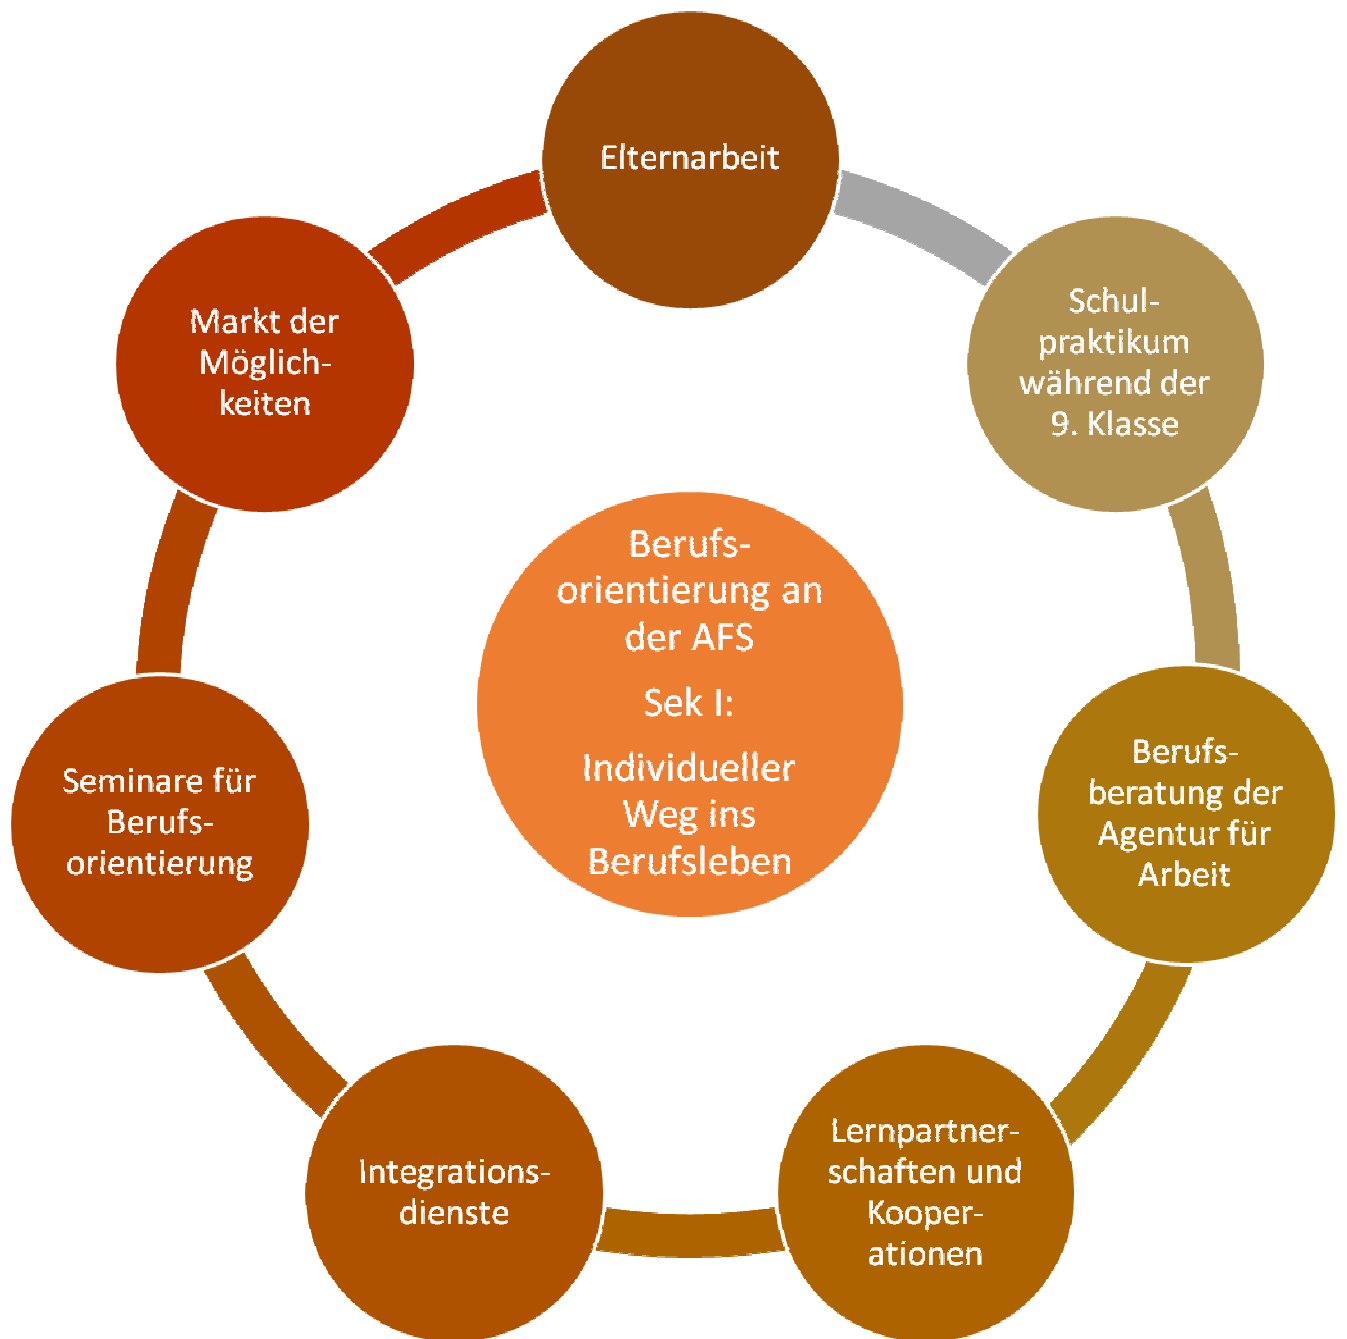 Elternarbeit
Schul-
praktikum
während der
9. Klasse
Berufs-
beratung der
Agentur für
Arbeit
Lernpartner-
schaften und
Kooper-
ationen
Integrations-
dienste
Seminare für
Berufs-
orientierung
Markt der
Möglich-
keiten
Berufs-
orientierung an
der AFS
Sek I:
Individueller
Weg ins
Berufsleben